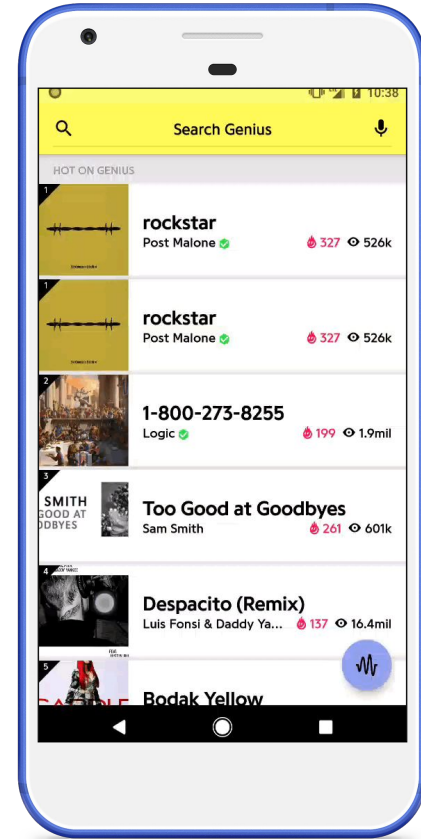 10:38
Search Genius
HOT ON GENIUS
1
rockstar
Post Malone
327 526k
1
rockstar
Post Malone
327 526k
2
1-800-273-8255
Logic
199 1.9mil
3
SMITH
GOOD AT
ODBYES
Too Good at Goodbyes
Sam Smith
261 601k
4
Despacito (Remix)
Luis Fonsi & Daddy Ya...
137 16.4mil
5
Bodak Yellow